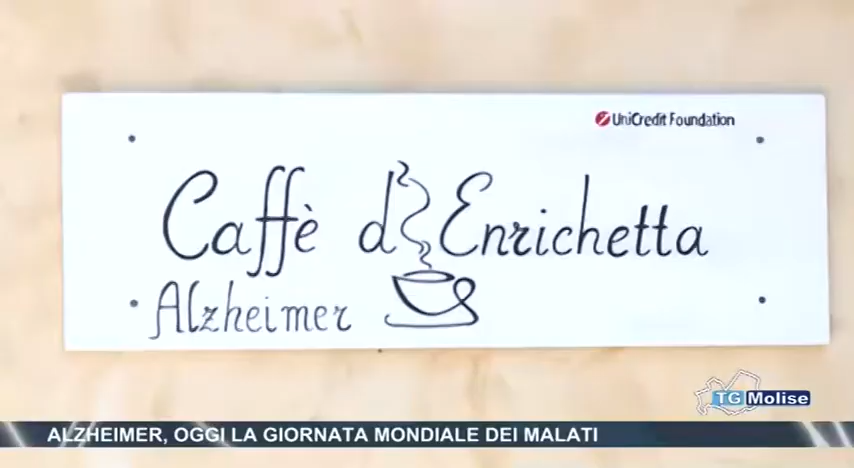 UniCredit Foundation
Caffè d'Enrichetta
Alzheimer
TG Molise
ALZHEIMER, OGGI LA GIORNATA MONDIALE DEI MALATI